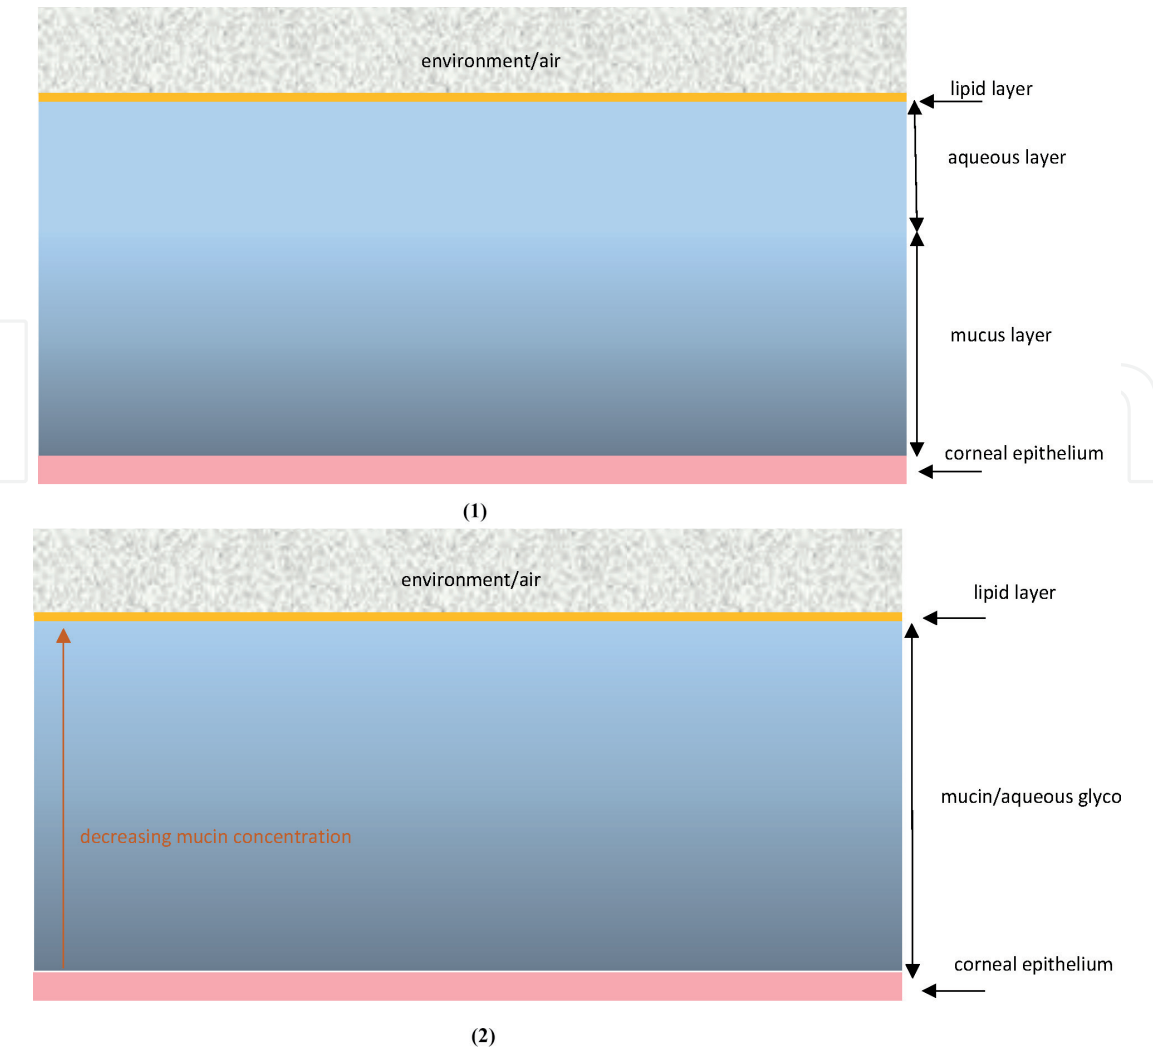 environment/air
lipid layer
aqueous layer
mucus layer
corneal epithelium
(1)
environment/air
lipid layer
mucin/aqueous glyco
decreasing mucin concentration
corneal epithelium
(2)